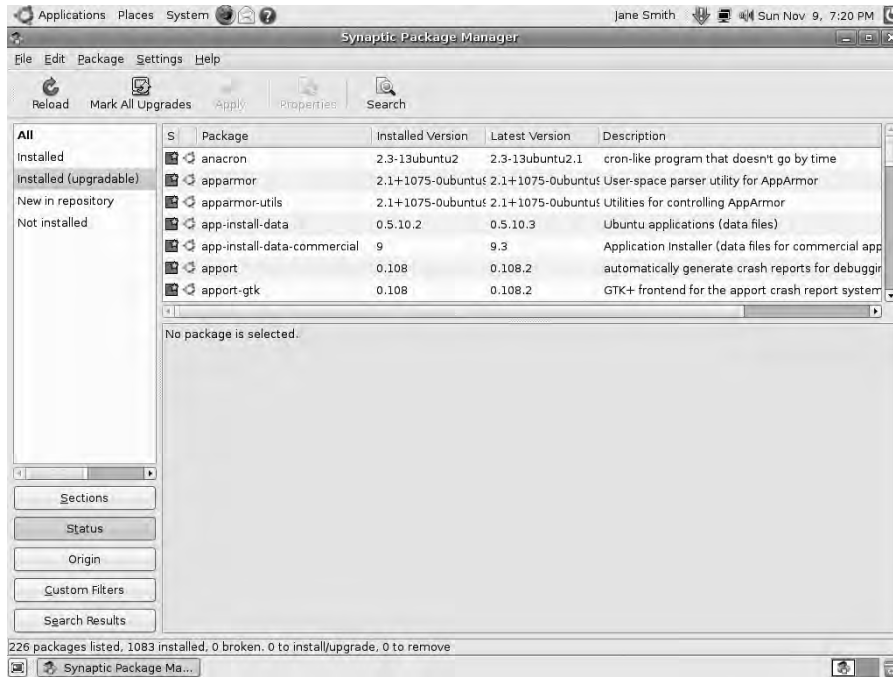 Applications Places System Jane Smith Sun Nov 9, 7:20 PM
Synaptic Package Manager
File Edit Package Settings Help
Reload Mark All Upgrades Apply Properties Search
All
Installed
Installed (upgradable)
New in repository
Not installed
S Package Installed Version Latest Version Description
anacron 2.3-13ubuntu2 2.3-13ubuntu2.1 cron-like program that doesn't go by time
apparmor 2.1+1075-0ubuntu9 2.1+1075-0ubuntu9 User-space parser utility for AppArmor
apparmor-utils 2.1+1075-0ubuntu9 2.1+1075-0ubuntu9 Utilities for controlling AppArmor
app-install-data 0.5.10.2 0.5.10.3 Ubuntu applications (data files)
app-install-data-commercial 9 9.3 Application Installer (data files for commercial app
apport 0.108 0.108.2 automatically generate crash reports for debuggin
apport-gtk 0.108 0.108.2 GTK+ frontend for the apport crash report system
No package is selected.
Sections
Status
Origin
Custom Filters
Search Results
226 packages listed, 1083 installed, 0 broken. 0 to install/upgrade, 0 to remove
Synaptic Package Ma...